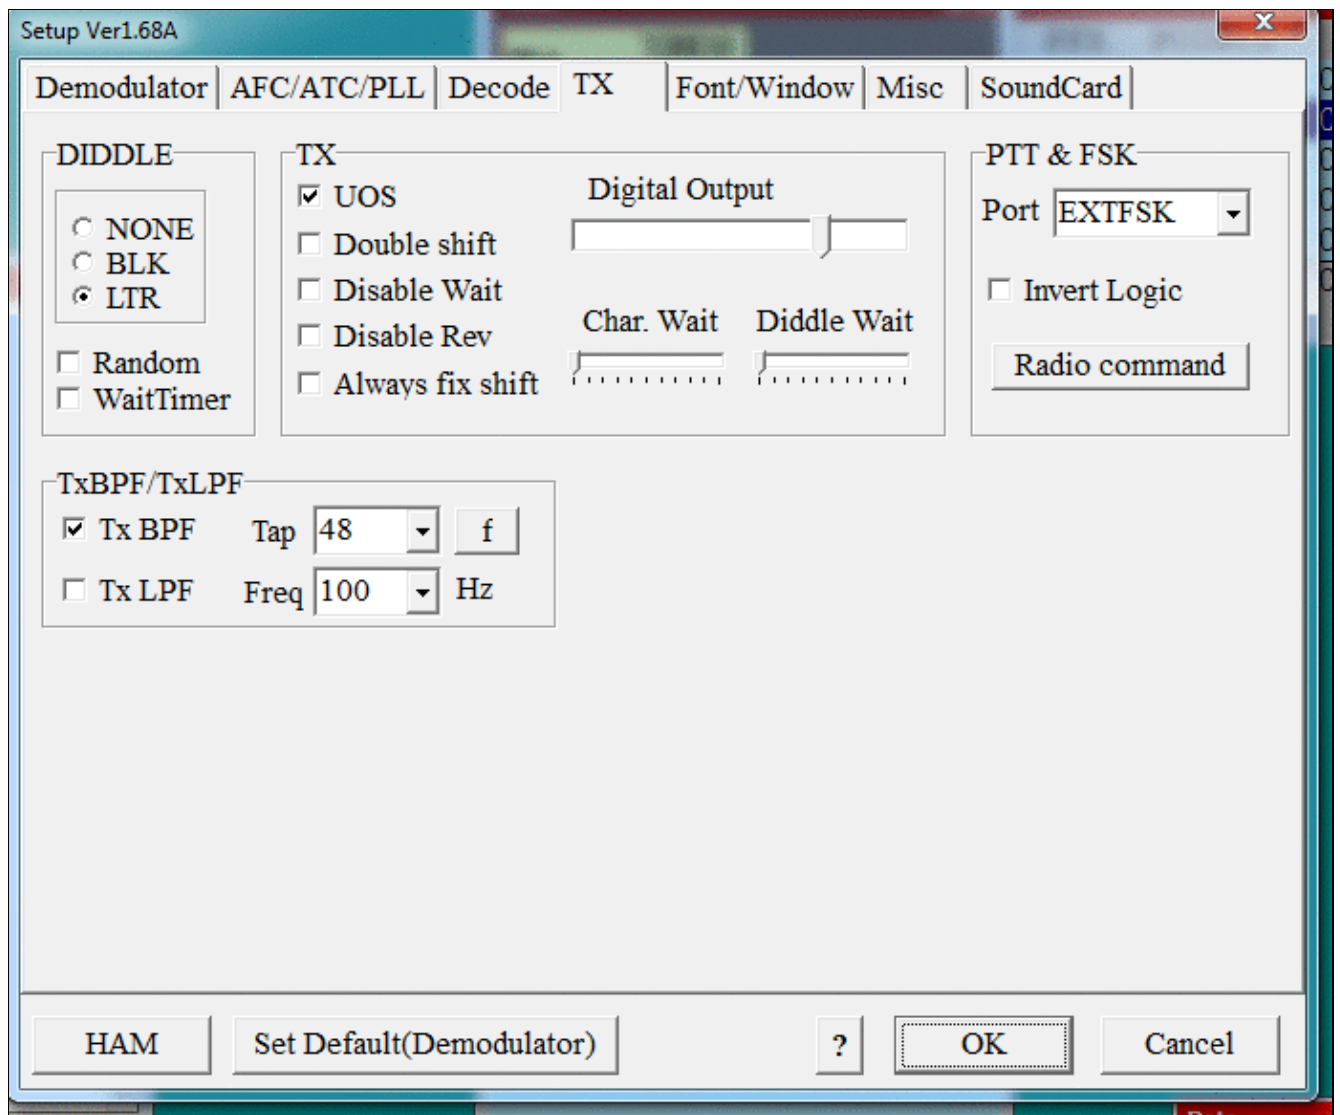 Setup Ver1.68A
Demodulator AFC/ATC/PLL Decode TX Font/Window Misc SoundCard
DIDDLE
NONE
BLK
LTR
Random
WaitTimer
TX
UOS
Double shift
Disable Wait
Disable Rev
Always fix shift
Digital Output
Char. Wait Diddle Wait
PTT & FSK
Port EXTFSK
Invert Logic
Radio command
TxBPF/TxLPF
Tx BPF Tap 48 f
Tx LPF Freq 100 Hz
HAM Set Default(Demodulator) ? OK Cancel